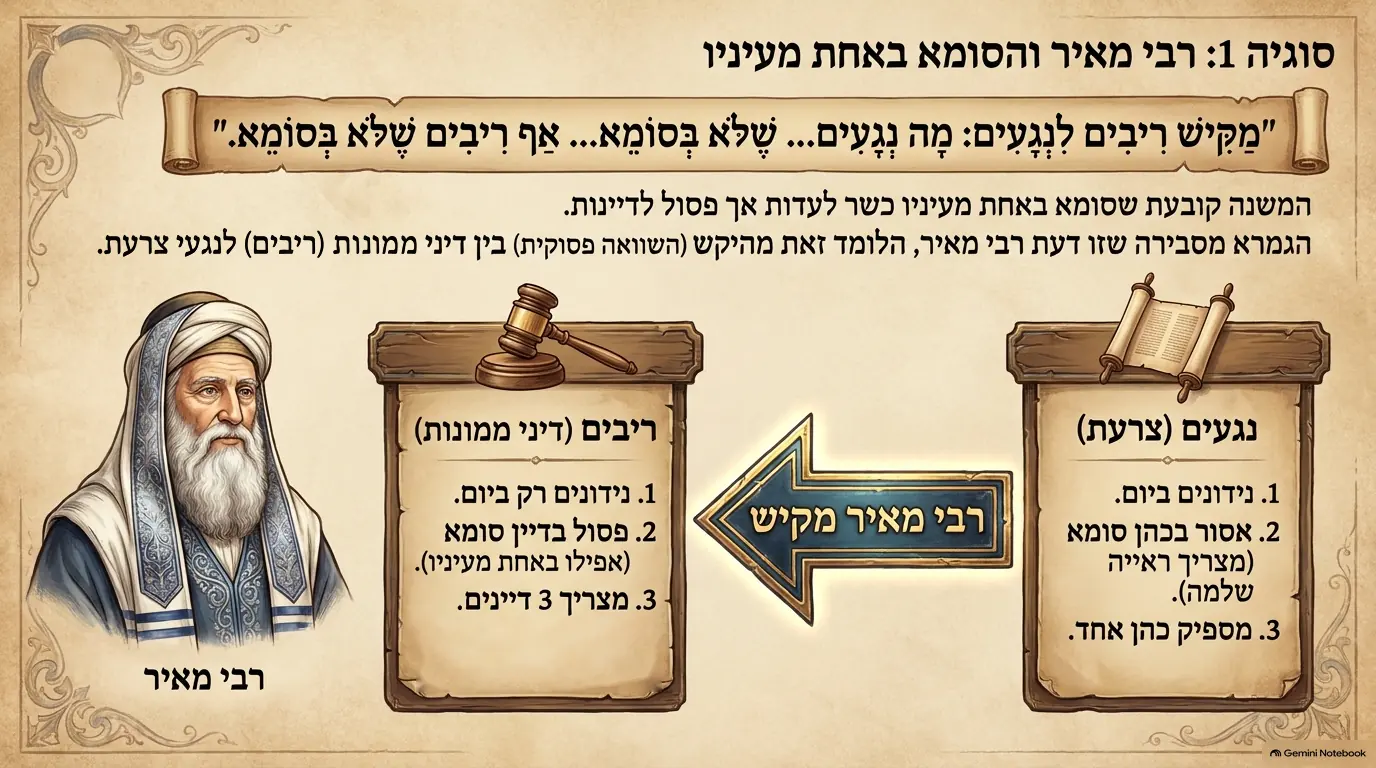 סוגיה 1: רבי מאיר והסומא באחת מעיניו
"מַקִּישׁ רִיבִים לִנְגָעִים: מָה נְגָעִים... שֶׁלֹּא בְּסוֹמֵא... אַף רִיבִים שֶׁלֹּא בְּסוֹמֵא."
המשנה קובעת שסומא באחת מעיניו כשר לעדות אך פסול לדיינות.
הגמרא מסבירה שזו דעת רבי מאיר, הלומד זאת מהיקש (השוואה פסוקית) בין דיני ממונות (ריבים) לנגעי צרעת.
נגעים (צרעת)
1. נידונים ביום.
2. אסור בכהן סומא
(מצריך ראייה
שלמה).
3. מספיק כהן אחד.
רבי מאיר מקיש
ריבים (דיני ממונות)
1. נידונים רק ביום.
2. פסול בדיין סומא
(אפילו באחת מעיניו).
3. מצריך 3 דיינים.
רבי מאיר
Gemini Notebook